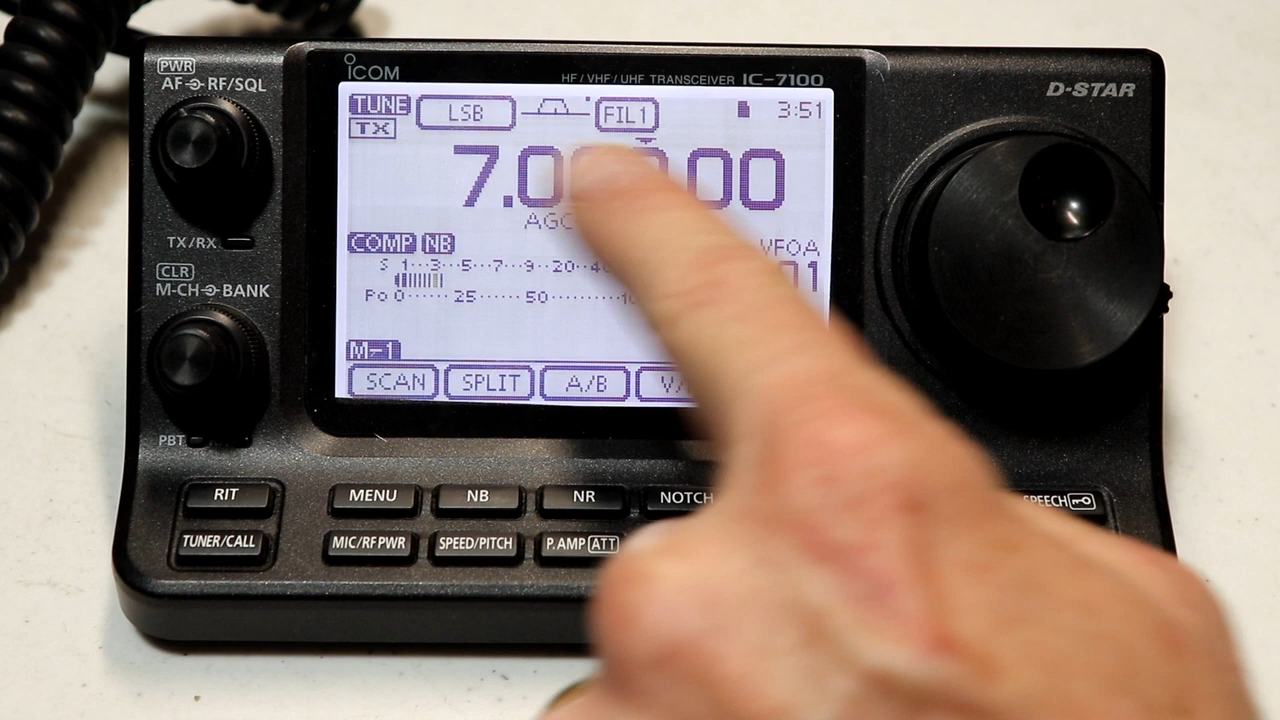 ICOM
HF/VHF/UHF TRANSCEIVER IC-7100
D-STAR
PWR
AF RF/SQL
TX/RX
CLR
M-CH BANK
PBT
TUNE LSB FIL1 3:51
TX
7.0 00
AGC
VFOA
COMP NB
S 1··3··5··7··9··20··4
Po 0······25·····50·········1
M-1
SCAN SPLIT A/B
RIT MENU NB NR NOTCH SPEECH
TUNER/CALL MIC/RF PWR SPEED/PITCH P.AMP ATT